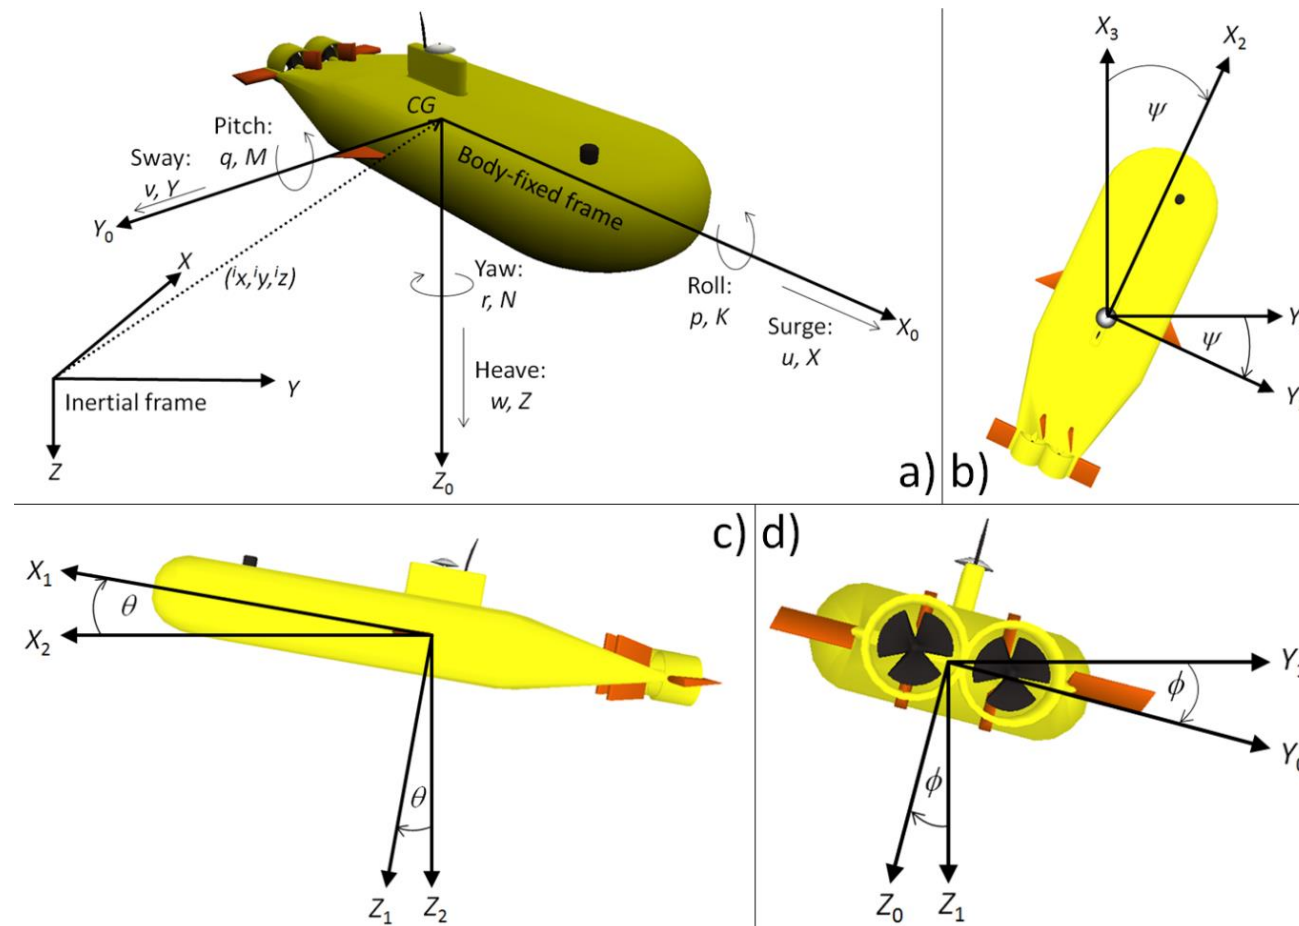 CG
Pitch:
q, M
Sway:
v, Y
Y₀
Body-fixed frame
X
(ⁱx,ⁱy,ⁱz)
Yaw:
r, N
Roll:
p, K
Surge:
u, X
X₀
Heave:
w, Z
Y
Inertial frame
Z
Z₀
a)
X₃
X₂
ψ
Y
ψ
Y
b)
c)
X₁
θ
X₂
θ
Z₁
Z₂
d)
Y
ϕ
Y₀
ϕ
Z₀
Z₁